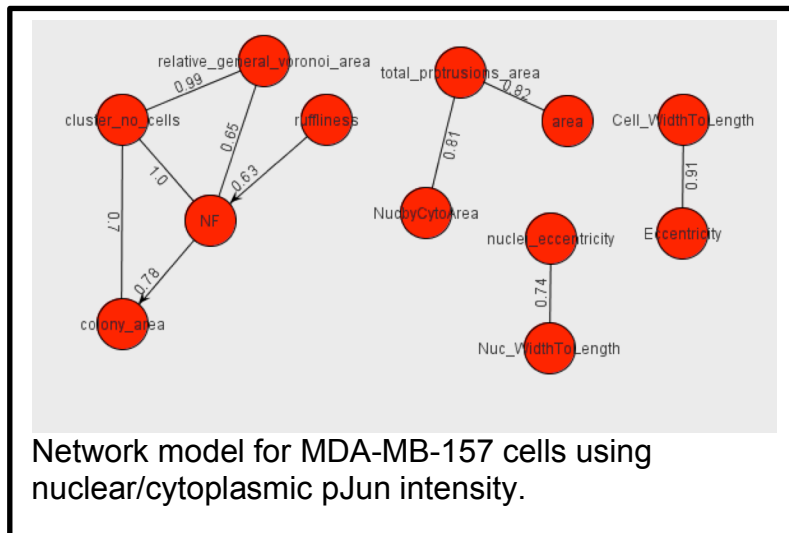 relative_general_voronoi_area
total_protrusions_area
0.99
0.82
cluster_no_cells
ruffliness
area
Cell_WidthToLength
0.65
0.81
1.0
0.63
0.91
0.7
NF
NucbyCytoArea
nuclei_eccentricity
Eccentricity
0.78
0.74
colony_area
Nuc_WidthToLength
Network model for MDA-MB-157 cells using
nuclear/cytoplasmic pJun intensity.